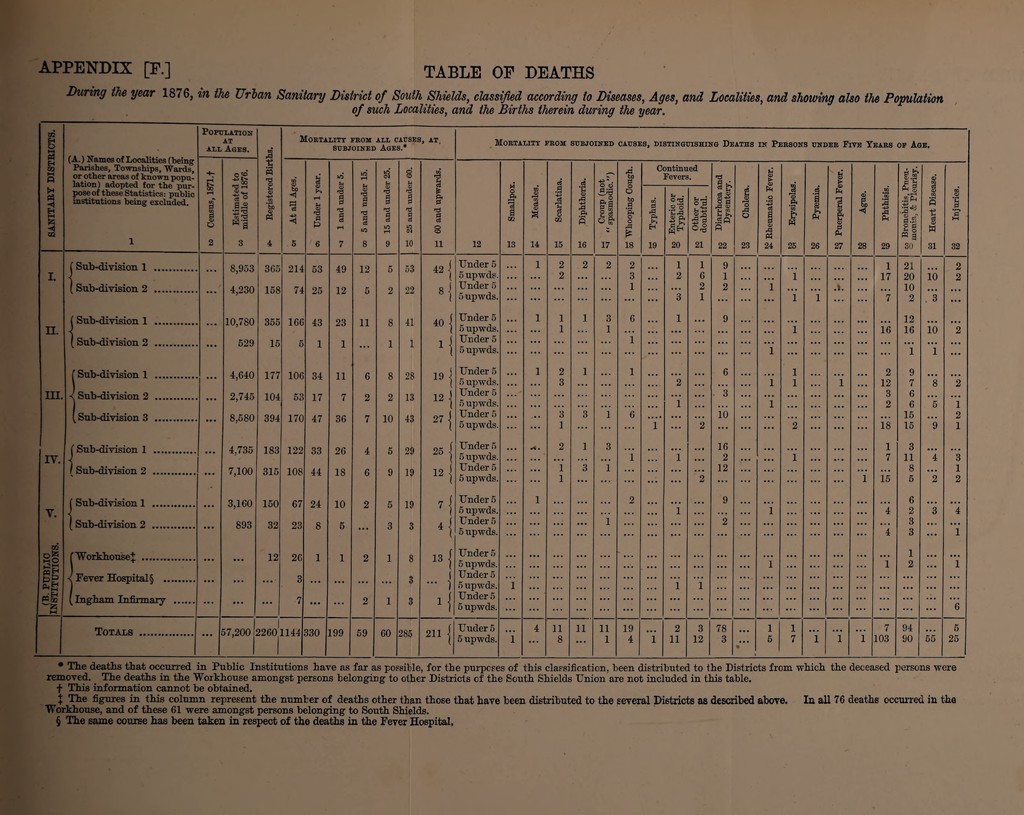 APPENDIX [F.]
TABLE OF DEATHS
During the year 1876, in the Urban Sanitary District of South Shields, classified according to Diseases, Ages, and Localities, and showing also the Population
of such Localities, and the Births therein during the year.
SANITARY DISTRICTS.
(A.) Names of Localities (being Parishes, Townships, Wards, or other areas of known population) adopted for the purpose of these Statistics: public institutions being excluded.
POPULATION AT ALL AGES.
Census, 1871.†
Estimated to middle of 1876.
Registered Births.
MORTALITY FROM ALL CAUSES, AT SUBJOINED AGES.*
At all Ages.
Under 1 year.
1 and under 5.
5 and under 15.
15 and under 25.
25 and under 60.
60 and upwards.
MORTALITY FROM SUBJOINED CAUSES, DISTINGUISHING DEATHS IN PERSONS UNDER FIVE YEARS OF AGE.
Smallpox.
Measles.
Scarlatina.
Diphtheria.
Croup (not "spasmodic.")
Whooping Cough.
Continued Fevers.
Typhus.
Enteric or Typhoid.
Other or doubtful.
Diarrhœa and Dysentery.
Cholera.
Rheumatic Fever.
Erysipelas.
Pyæmia.
Puerperal Fever.
Ague.
Phthisis.
Bronchitis, Pneumonia, & Pleurisy.
Heart Disease.
Injuries.
1 2 3 4 5 6 7 8 9 10 11 12 13 14 15 16 17 18 19 20 21 22 23 24 25 26 27 28 29 30 31 32
I. { Sub-division 1 ... 8,953 365 214 53 49 12 5 53 42 { Under 5 ... 1 2 2 2 2 ... 1 1 9 ... ... ... ... ... ... 1 21 ... 2
5 upwds. ... ... 2 ... ... 3 ... 2 6 1 ... ... 1 ... ... ... 17 20 10 2
Sub-division 2 ... 4,230 158 74 25 12 5 2 22 8 { Under 5 ... ... ... ... ... 1 ... ... 2 2 ... 1 ... ... ... ... ... 10 ... ...
5 upwds. ... ... ... ... ... ... ... 3 1 ... ... ... 1 1 ... ... 7 2 3 ...
II. { Sub-division 1 ... 10,780 355 166 43 23 11 8 41 40 { Under 5 ... 1 1 1 3 6 ... 1 ... 9 ... ... ... ... ... ... ... 12 ... ...
5 upwds. ... ... 1 ... 1 ... ... ... ... ... ... ... 1 ... ... ... 16 16 10 2
Sub-division 2 ... 529 15 5 1 1 ... 1 1 1 { Under 5 ... ... ... ... ... 1 ... ... ... ... ... ... ... ... ... ... ... ... ... ...
5 upwds. ... ... ... ... ... ... ... ... ... ... ... 1 ... ... ... ... ... 1 1 ...
III. { Sub-division 1 ... 4,640 177 106 34 11 6 8 28 19 { Under 5 ... 1 2 1 ... 1 ... ... ... 6 ... ... 1 ... ... ... 2 9 ... ...
5 upwds. ... ... 3 ... ... ... ... 2 ... ... ... 1 1 ... 1 ... 12 7 8 2
Sub-division 2 ... 2,745 104 53 17 7 2 2 13 12 { Under 5 ... ... ... ... ... ... ... ... ... 3 ... ... ... ... ... ... 3 6 ... ...
5 upwds. ... ... ... ... ... ... ... 1 ... ... ... 1 ... ... ... ... 2 6 5 1
Sub-division 3 ... 8,580 394 170 47 36 7 10 43 27 { Under 5 ... ... 3 3 1 6 ... ... ... 10 ... ... ... ... ... ... ... 15 ... 2
5 upwds. ... ... 1 ... ... ... 1 ... 2 ... ... ... 2 ... ... ... 18 15 9 1
IV. { Sub-division 1 ... 4,735 183 122 33 26 4 5 29 25 { Under 5 ... ... 2 1 3 ... ... ... ... 16 ... ... ... ... ... ... 1 3 ... ...
5 upwds. ... ... ... ... ... 1 ... 1 ... 2 ... ... 1 ... ... ... 7 11 4 3
Sub-division 2 ... 7,100 315 108 44 18 6 9 19 12 { Under 5 ... ... 1 3 1 ... ... ... ... 12 ... ... ... ... ... ... ... 8 ... 1
5 upwds. ... ... 1 ... ... ... ... ... 2 ... ... ... ... ... ... 1 15 5 2 2
V. { Sub-division 1 ... 3,160 150 67 24 10 2 5 19 7 { Under 5 ... 1 ... ... ... 2 ... ... ... 9 ... ... ... ... ... ... ... 6 ... ...
5 upwds. ... ... ... ... ... ... ... 1 ... ... ... 1 ... ... ... ... 4 2 3 4
Sub-division 2 ... 893 32 23 8 5 ... 3 3 4 { Under 5 ... ... ... ... 1 ... ... ... ... 2 ... ... ... ... ... ... ... 3 ... ...
5 upwds. ... ... ... ... ... ... ... ... ... ... ... ... ... ... ... ... 4 3 ... 1
(B.) PUBLIC INSTITUTIONS.
{ Workhouse‡ ... ... 12 26 1 1 2 1 8 13 { Under 5 ... ... ... ... ... ... ... ... ... ... ... ... ... ... ... ... ... 1 ... ...
5 upwds. ... ... ... ... ... ... ... ... ... ... ... 1 ... ... ... ... 1 2 ... 1
Fever Hospital§ ... ... ... 3 ... ... ... ... 3 ... { Under 5 ... ... ... ... ... ... ... ... ... ... ... ... ... ... ... ... ... ... ... ...
5 upwds. 1 ... ... ... ... ... ... 1 1 ... ... ... ... ... ... ... ... ... ... ...
Ingham Infirmary ... ... ... 7 ... ... 2 1 3 1 { Under 5 ... ... ... ... ... ... ... ... ... ... ... ... ... ... ... ... ... ... ... ...
5 upwds. ... ... ... ... ... ... ... ... ... ... ... ... ... ... ... ... ... ... ... 6
TOTALS ... 57,200 2260 1144 330 199 59 60 285 211 { Under 5 ... 4 11 11 11 19 ... 2 3 78 ... 1 1 ... ... ... 7 94 ... 5
5 upwds. 1 ... 8 ... 1 4 1 11 12 3 ... 5 7 1 1 1 103 90 55 25
* The deaths that occurred in Public Institutions have as far as possible, for the purposes of this classification, been distributed to the Districts from which the deceased persons were
removed. The deaths in the Workhouse amongst persons belonging to other Districts of the South Shields Union are not included in this table.
† This information cannot be obtained.
‡ The figures in this column represent the number of deaths other than those that have been distributed to the several Districts as described above. In all 76 deaths occurred in the
Workhouse, and of these 61 were amongst persons belonging to South Shields.
§ The same course has been taken in respect of the deaths in the Fever Hospital.